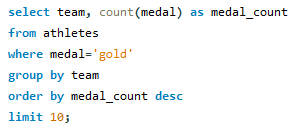 select team, count(medal) as medal_count
from athletes
where medal='gold'
group by team
order by medal_count desc
limit 10;